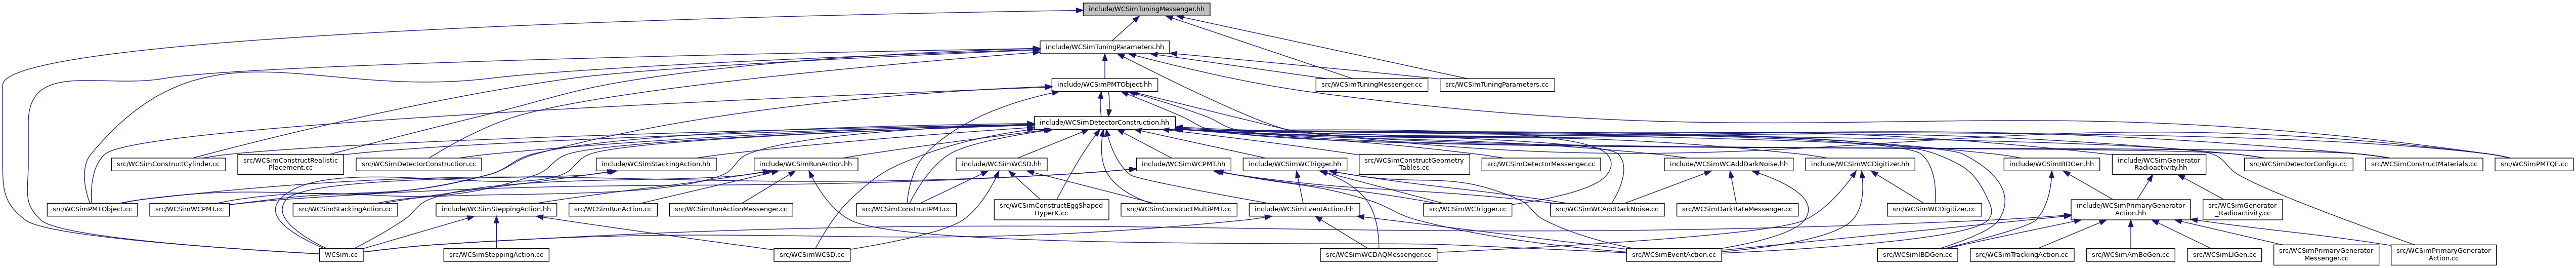 include/WCSimTuningMessenger.hh
include/WCSimTuningParameters.hh
include/WCSimPMTObject.hh
src/WCSimTuningMessenger.cc
src/WCSimTuningParameters.cc
include/WCSimDetectorConstruction.hh
src/WCSimConstructCylinder.cc
src/WCSimConstructRealistic
Placement.cc
src/WCSimDetectorConstruction.cc
include/WCSimStackingAction.hh
include/WCSimRunAction.hh
include/WCSimWCSD.hh
include/WCSimWCPMT.hh
include/WCSimWCTrigger.hh
src/WCSimConstructGeometry
Tables.cc
src/WCSimDetectorMessenger.cc
include/WCSimWCAddDarkNoise.hh
include/WCSimWCDigitizer.hh
include/WCSimIBDGen.hh
include/WCSimGenerator
_Radioactivity.hh
src/WCSimDetectorConfigs.cc
src/WCSimConstructMaterials.cc
src/WCSimPMTQE.cc
src/WCSimPMTObject.cc
src/WCSimWCPMT.cc
src/WCSimStackingAction.cc
include/WCSimSteppingAction.hh
src/WCSimRunAction.cc
src/WCSimRunActionMessenger.cc
src/WCSimConstructPMT.cc
src/WCSimConstructEggShaped
HyperK.cc
src/WCSimConstructMultiPMT.cc
include/WCSimEventAction.hh
src/WCSimWCTrigger.cc
src/WCSimWCAddDarkNoise.cc
src/WCSimDarkRateMessenger.cc
src/WCSimWCDigitizer.cc
include/WCSimPrimaryGenerator
Action.hh
src/WCSimGenerator
_Radioactivity.cc
WCSim.cc
src/WCSimSteppingAction.cc
src/WCSimWCSD.cc
src/WCSimWCDAQMessenger.cc
src/WCSimEventAction.cc
src/WCSimIBDGen.cc
src/WCSimTrackingAction.cc
src/WCSimAmBeGen.cc
src/WCSimLIGen.cc
src/WCSimPrimaryGenerator
Messenger.cc
src/WCSimPrimaryGenerator
Action.cc